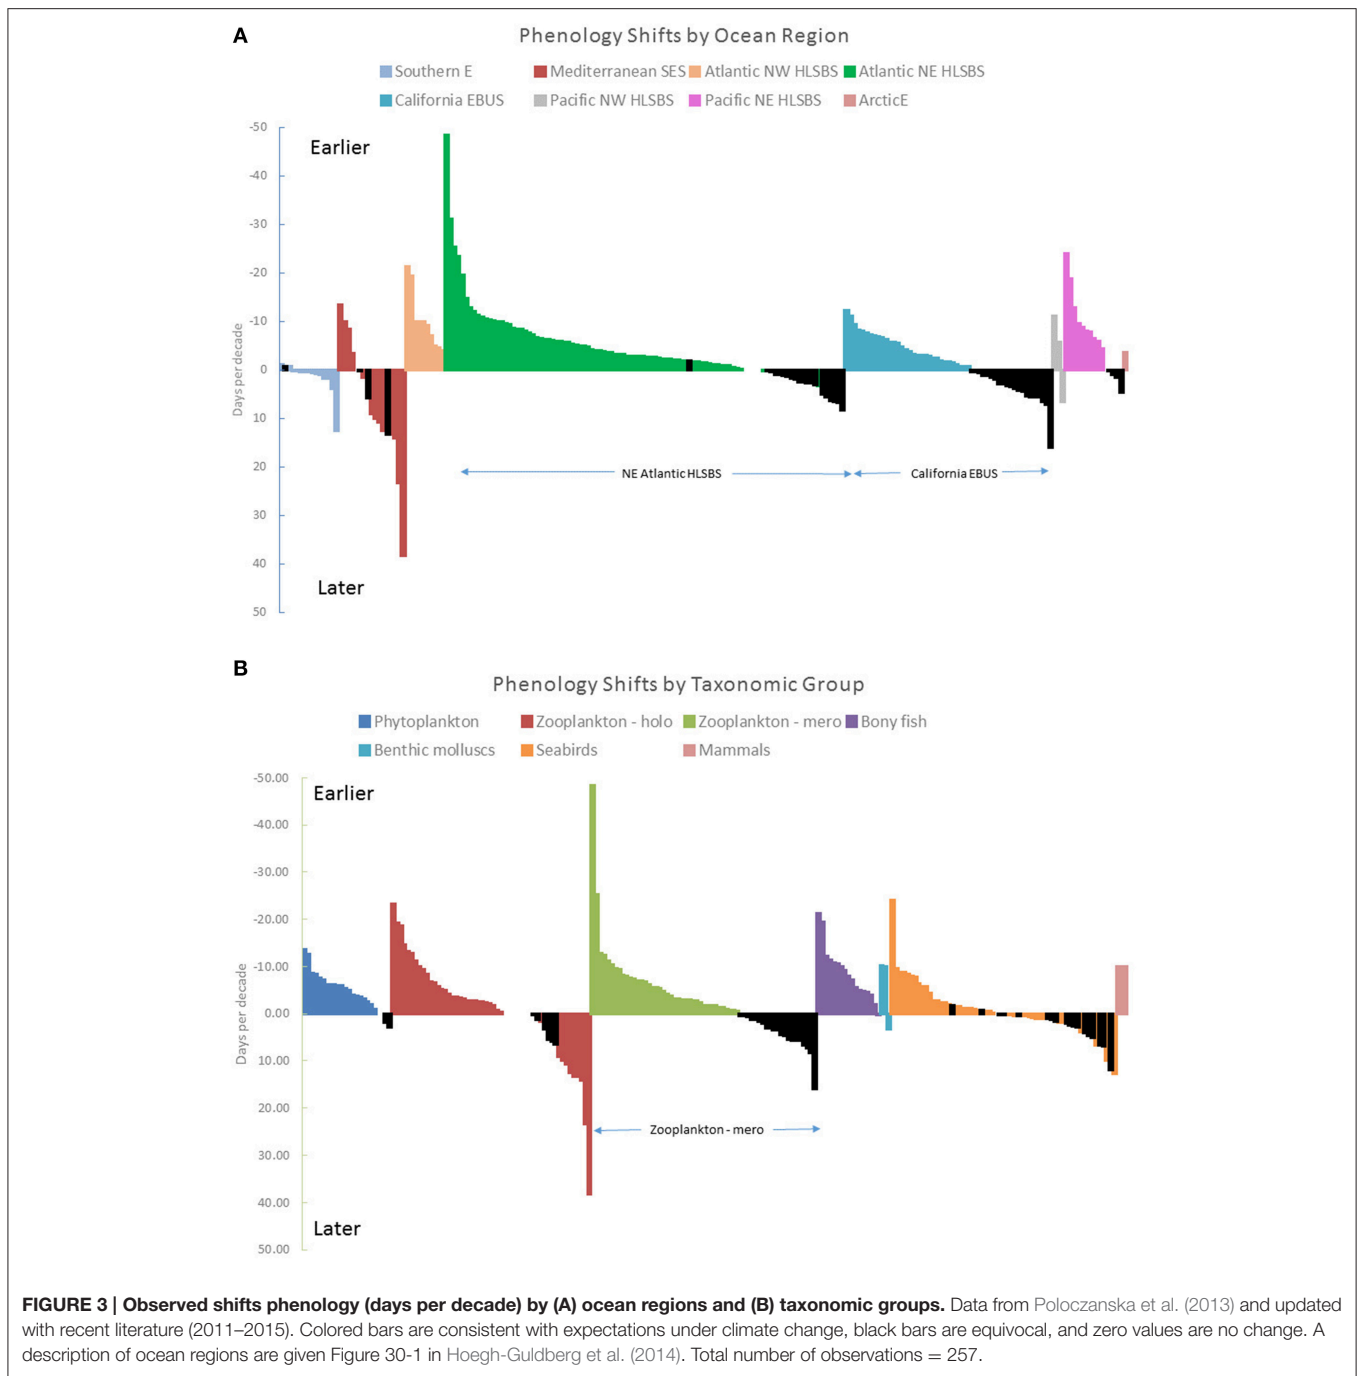 A
Phenology Shifts by Ocean Region
Southern E Mediterranean SES Atlantic NW HLSBS Atlantic NE HLSBS
California EBUS Pacific NW HLSBS Pacific NE HLSBS ArcticE
-50
Earlier
-40
-30
-20
-10
0
Days per decade
10
20
NE Atlantic HLSBS California EBUS
30
40
Later
50
B
Phenology Shifts by Taxonomic Group
Phytoplankton Zooplankton - holo Zooplankton - mero Bony fish
Benthic molluscs Seabirds Mammals
-50.00
Earlier
-40.00
-30.00
-20.00
-10.00
0.00
Days per decade
10.00
20.00
Zooplankton - mero
30.00
40.00
Later
50.00
FIGURE 3 | Observed shifts phenology (days per decade) by (A) ocean regions and (B) taxonomic groups. Data from Poloczanska et al. (2013) and updated
with recent literature (2011–2015). Colored bars are consistent with expectations under climate change, black bars are equivocal, and zero values are no change. A
description of ocean regions are given Figure 30-1 in Hoegh-Guldberg et al. (2014). Total number of observations = 257.